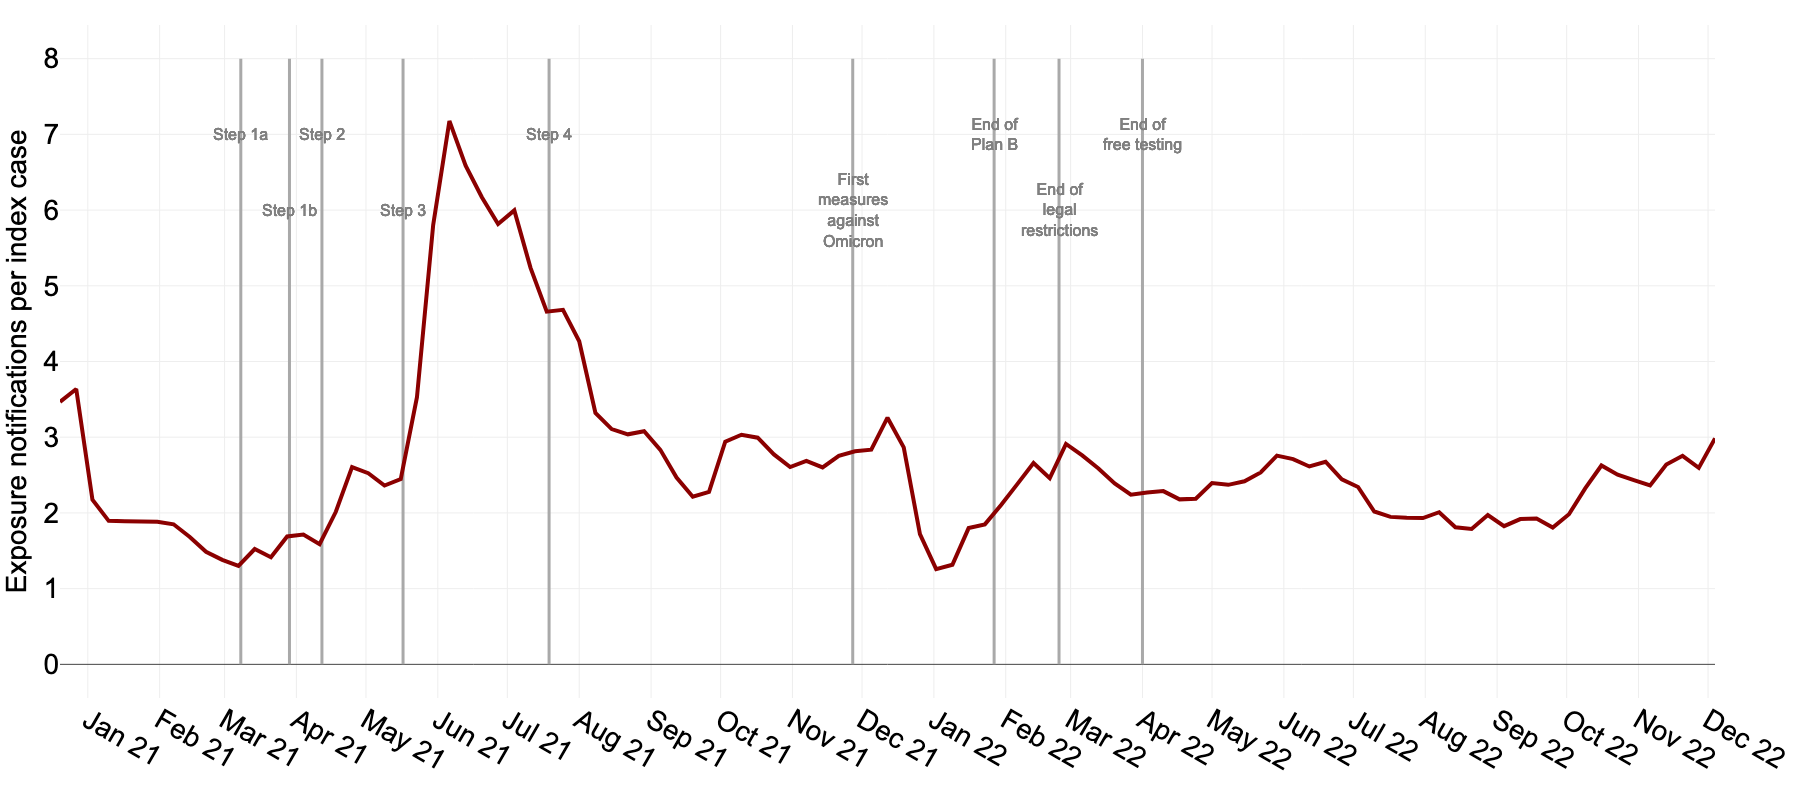 Exposure notifications per index case
8
7
6
5
4
3
2
1
0
Step 1a
Step 1b
Step 2
Step 3
Step 4
First
measures
against
Omicron
End of
Plan B
End of
legal
restrictions
End of
free testing
Jan 21
Feb 21
Mar 21
Apr 21
May 21
Jun 21
Jul 21
Aug 21
Sep 21
Oct 21
Nov 21
Dec 21
Jan 22
Feb 22
Mar 22
Apr 22
May 22
Jun 22
Jul 22
Aug 22
Sep 22
Oct 22
Nov 22
Dec 22